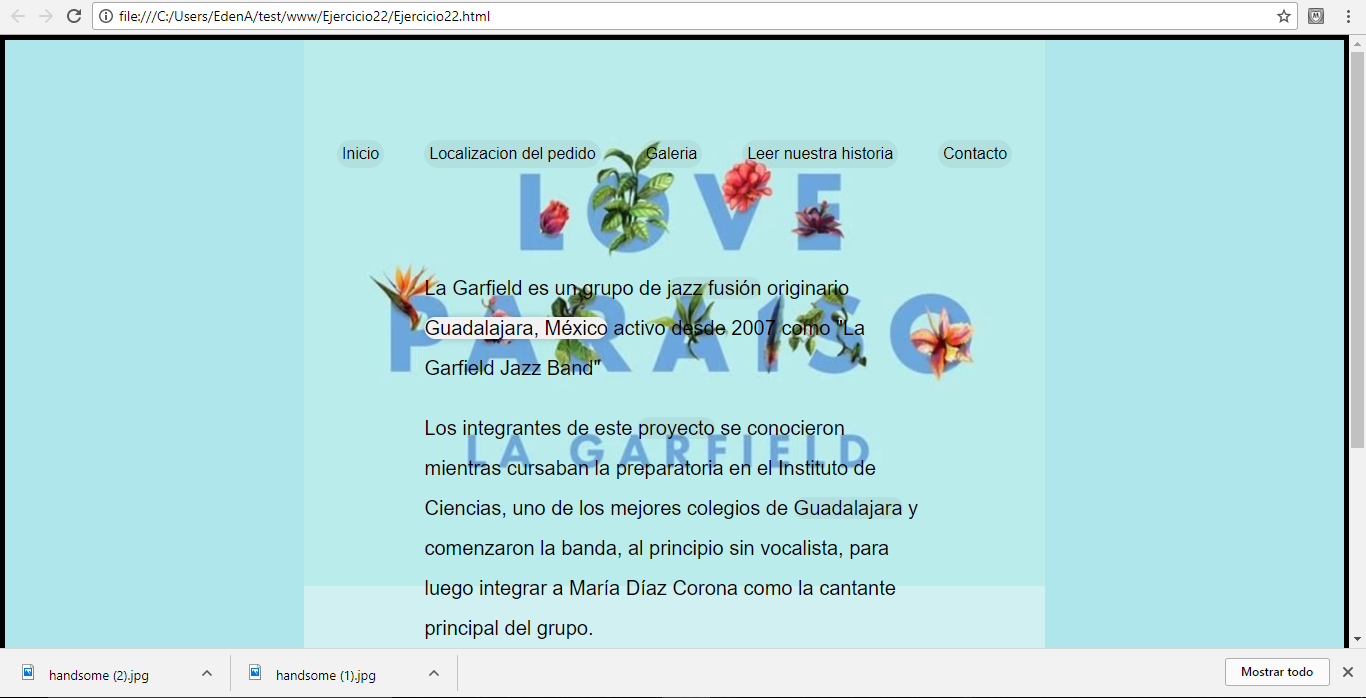 file:///C:/Users/EdenA/test/www/Ejercicio22/Ejercicio22.html
Inicio Localizacion del pedido Galeria Leer nuestra historia Contacto
LOVE
PARAISO
LA GARFIELD
La Garfield es un grupo de jazz fusión originario
Guadalajara, México activo desde 2007 como "La
Garfield Jazz Band"
Los integrantes de este proyecto se conocieron
mientras cursaban la preparatoria en el Instituto de
Ciencias, uno de los mejores colegios de Guadalajara y
comenzaron la banda, al principio sin vocalista, para
luego integrar a María Díaz Corona como la cantante
principal del grupo.
handsome (2).jpg handsome (1).jpg Mostrar todo